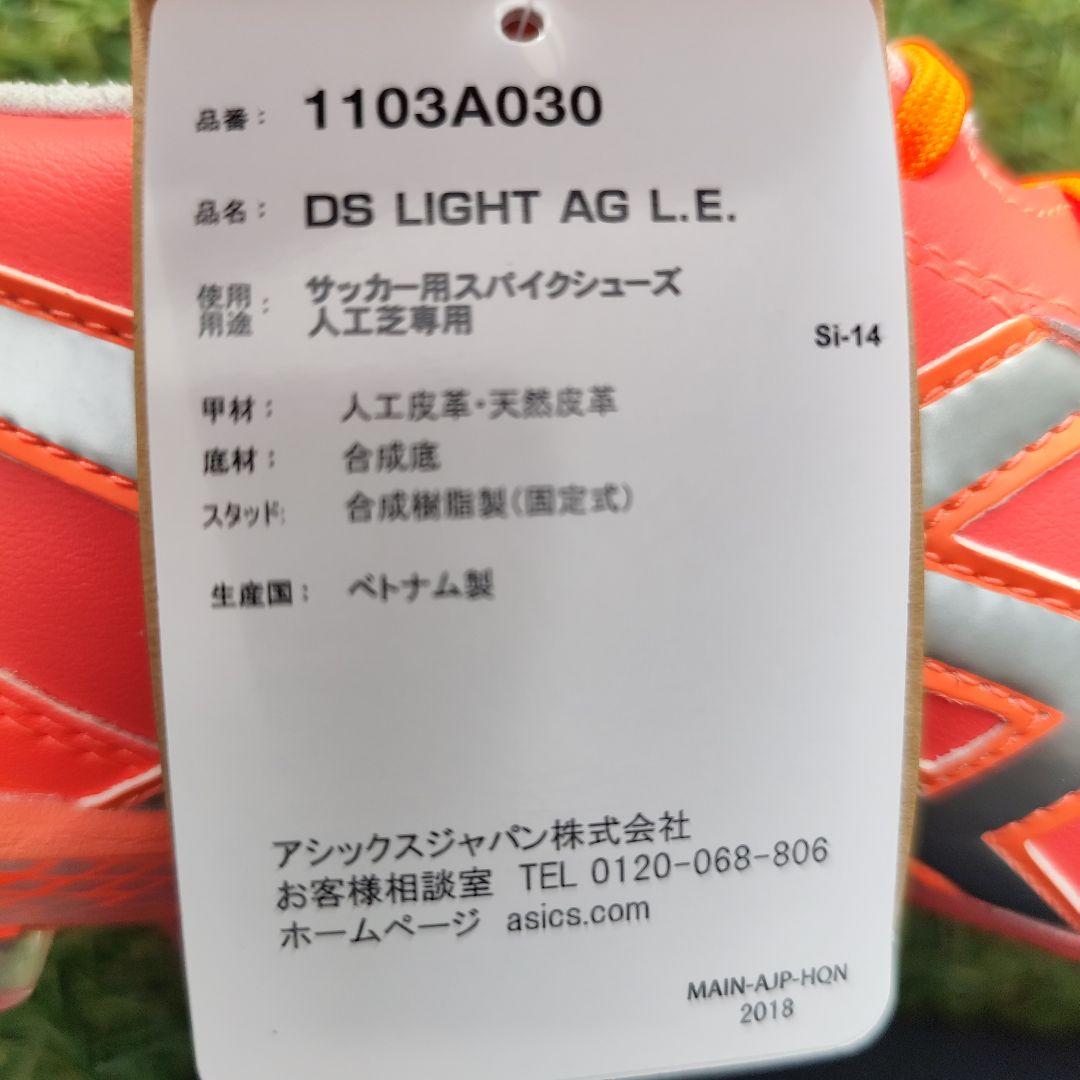 品番: 1103A030
品名: DS LIGHT AG L.E.
使用用途: サッカー用スパイクシューズ
人工芝専用
Si-14
甲材: 人工皮革・天然皮革
底材: 合成底
スタッド: 合成樹脂製(固定式)
生産国: ベトナム製
アシックスジャパン株式会社
お客様相談室 TEL 0120-068-806
ホームページ asics.com
MAIN-AJP-HQN
2018